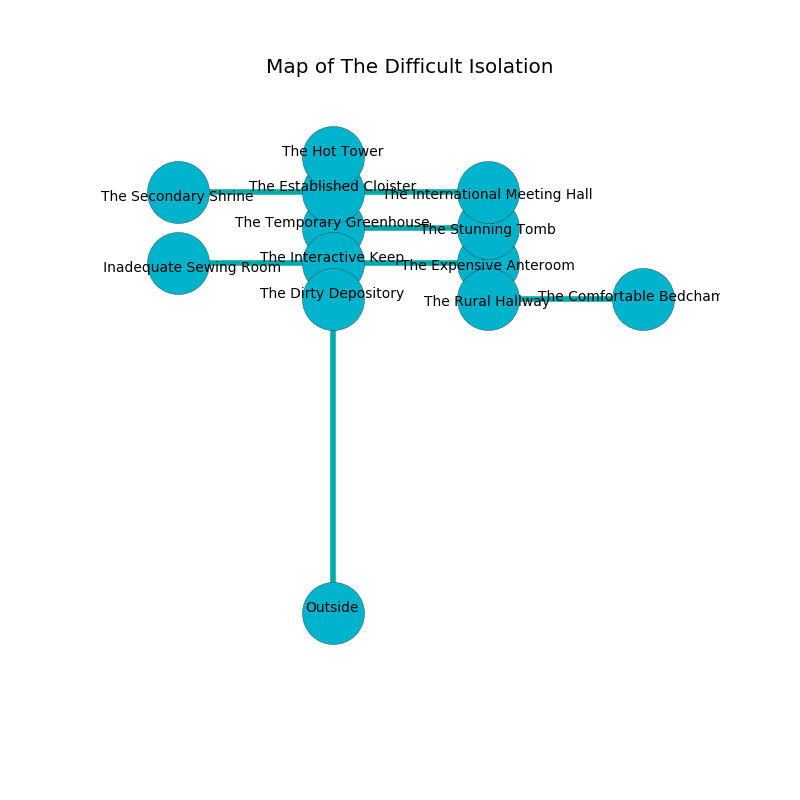 Map of The Difficult Isolation
The Hot Tower
The Established Cloister
The Secondary Shrine
The International Meeting Hall
The Temporary Greenhouse
The Stunning Tomb
The Interactive Keep
The Expensive Anteroom
Inadequate Sewing Room
The Dirty Depository
The Comfortable Bedcham
The Rural Hallway
Outside